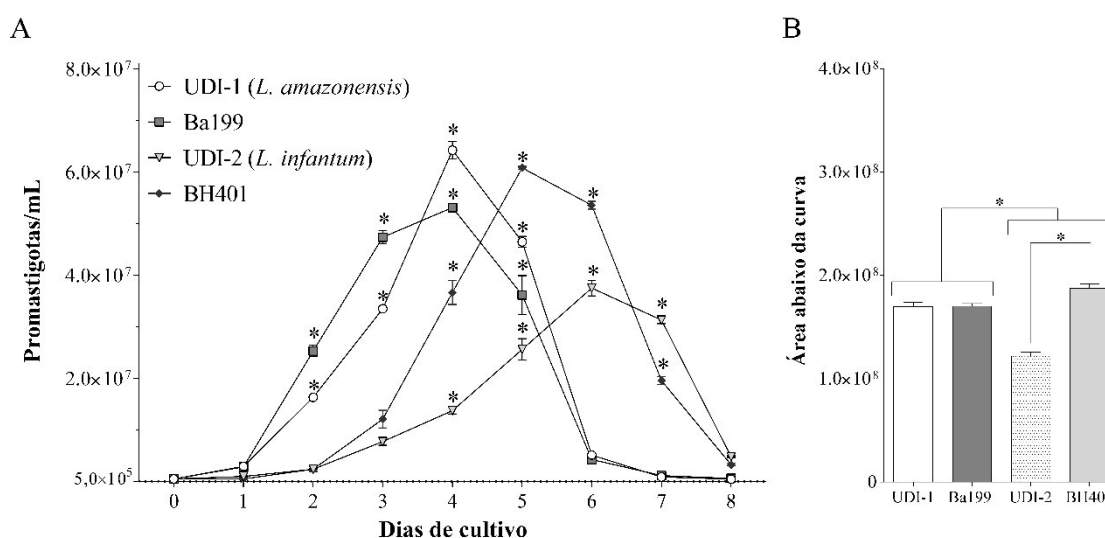 A
8.0×10⁷
UDI-1 (L. amazonensis)
Ba199
UDI-2 (L. infantum)
BH401
6.0×10⁷
4.0×10⁷
2.0×10⁷
5,0×10⁵
Promastigotas/mL
* * * * * * * * * * * * * * *
0 1 2 3 4 5 6 7 8
Dias de cultivo
B
4.0×10⁸
3.0×10⁸
2.0×10⁸
1.0×10⁸
0
Área abaixo da curva
*
*
UDI-1 Ba199 UDI-2 BH40